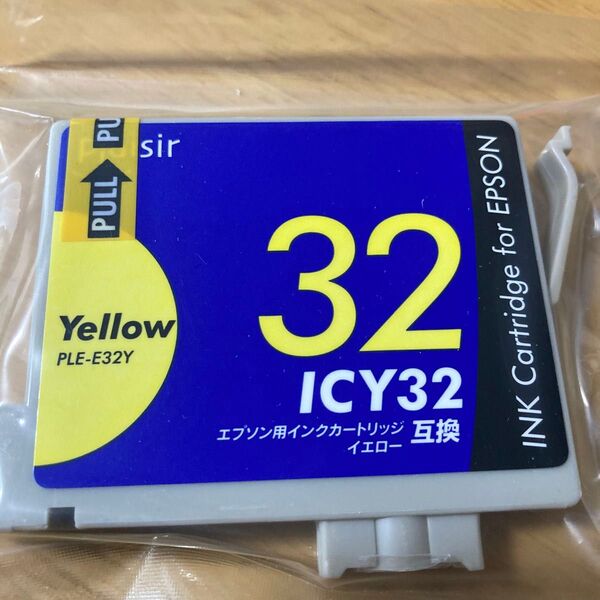 sir
PULL
PU
32
Yellow
PLE-E32Y
ICY32
エプソン用インクカートリッジ
イエロー
互換
INK Cartridge for EPSON